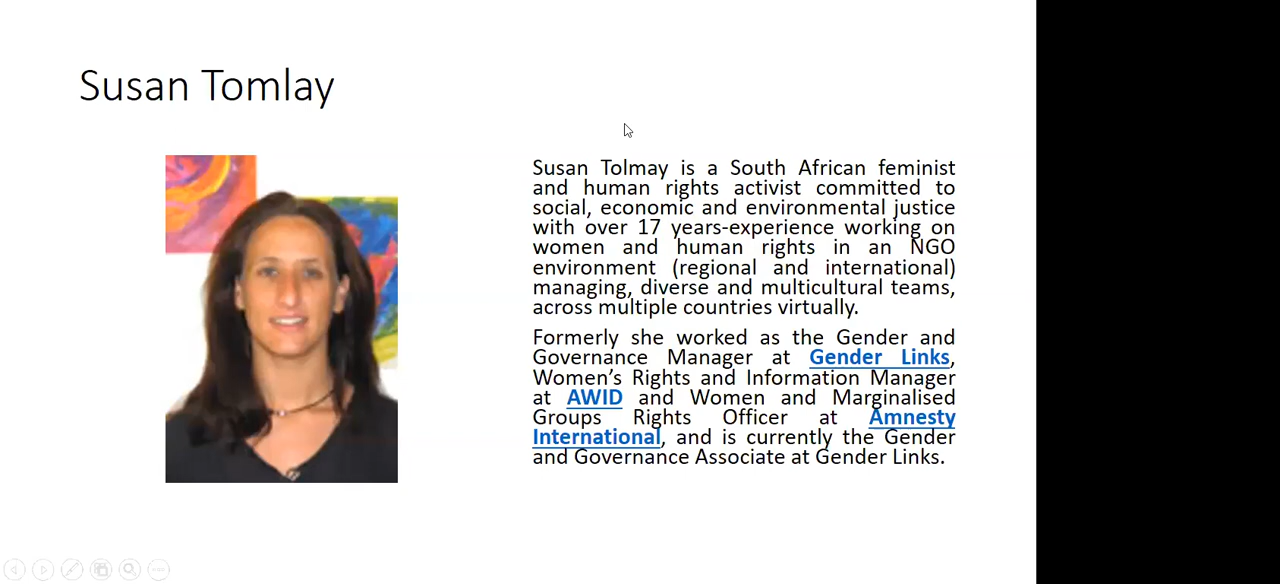 Susan Tomlay
Susan Tolmay is a South African feminist
and human rights activist committed to
social, economic and environmental justice
with over 17 years-experience working on
women and human rights in an NGO
environment (regional and international)
managing, diverse and multicultural teams,
across multiple countries virtually.
Formerly she worked as the Gender and
Governance Manager at Gender Links,
Women’s Rights and Information Manager
at AWID and Women and Marginalised
Groups Rights Officer at Amnesty
International, and is currently the Gender
and Governance Associate at Gender Links.